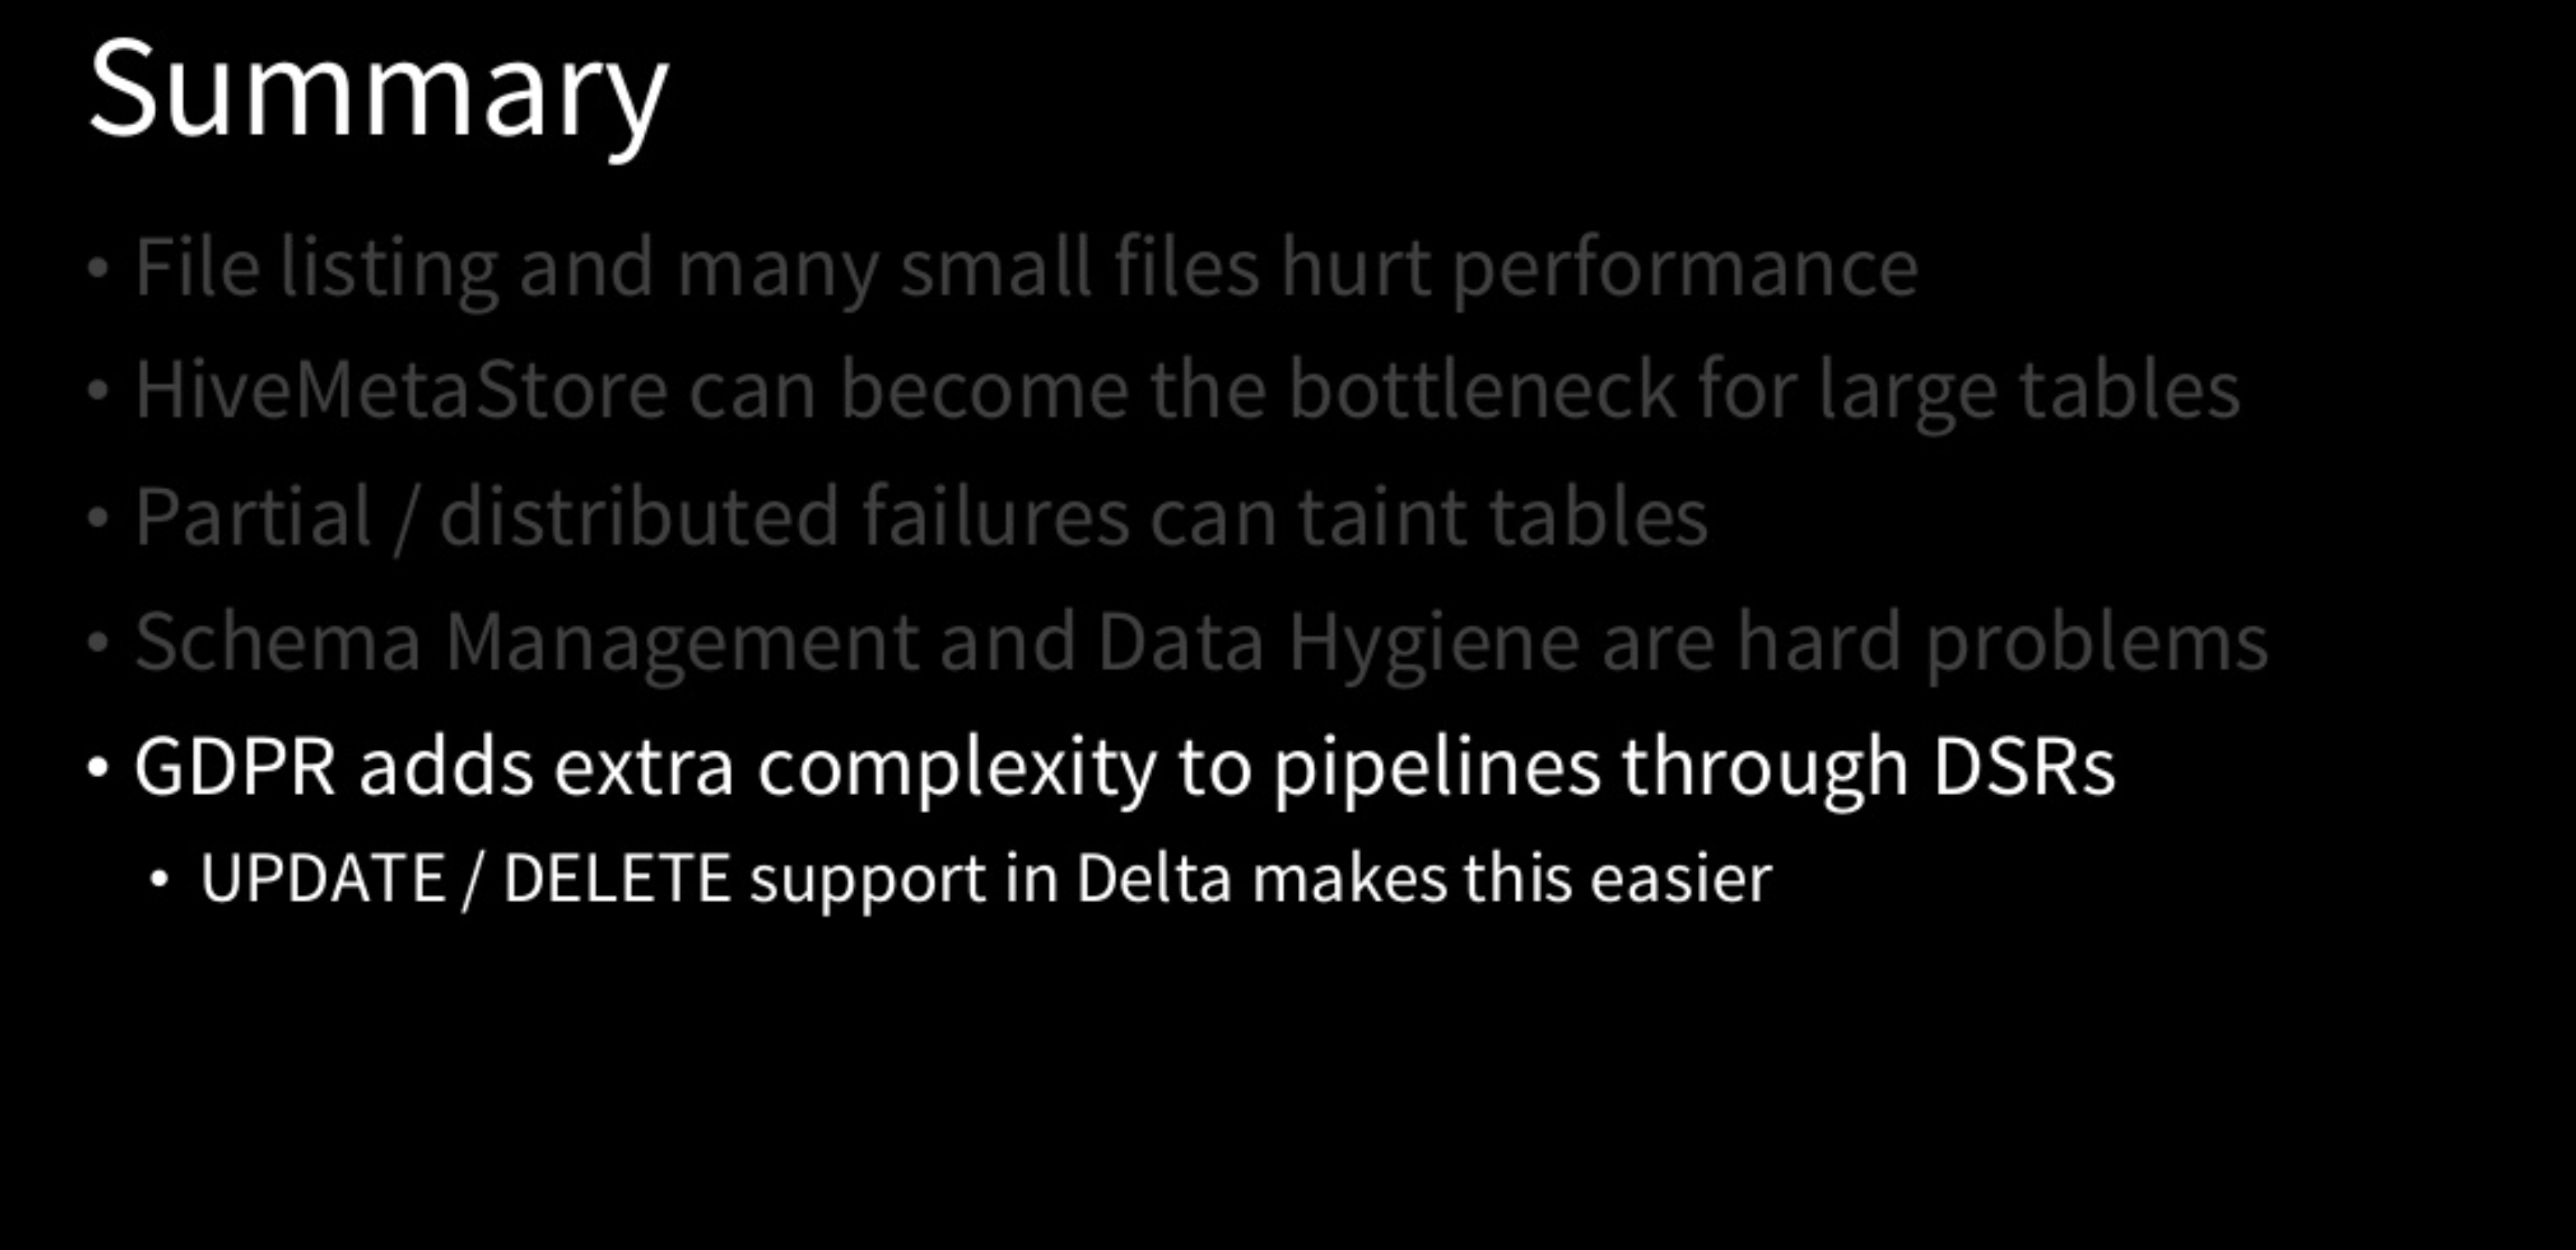 Summary
• File listing and many small files hurt performance
• HiveMetaStore can become the bottleneck for large tables
• Partial / distributed failures can taint tables
• Schema Management and Data Hygiene are hard problems
• GDPR adds extra complexity to pipelines through DSRs
• UPDATE / DELETE support in Delta makes this easier